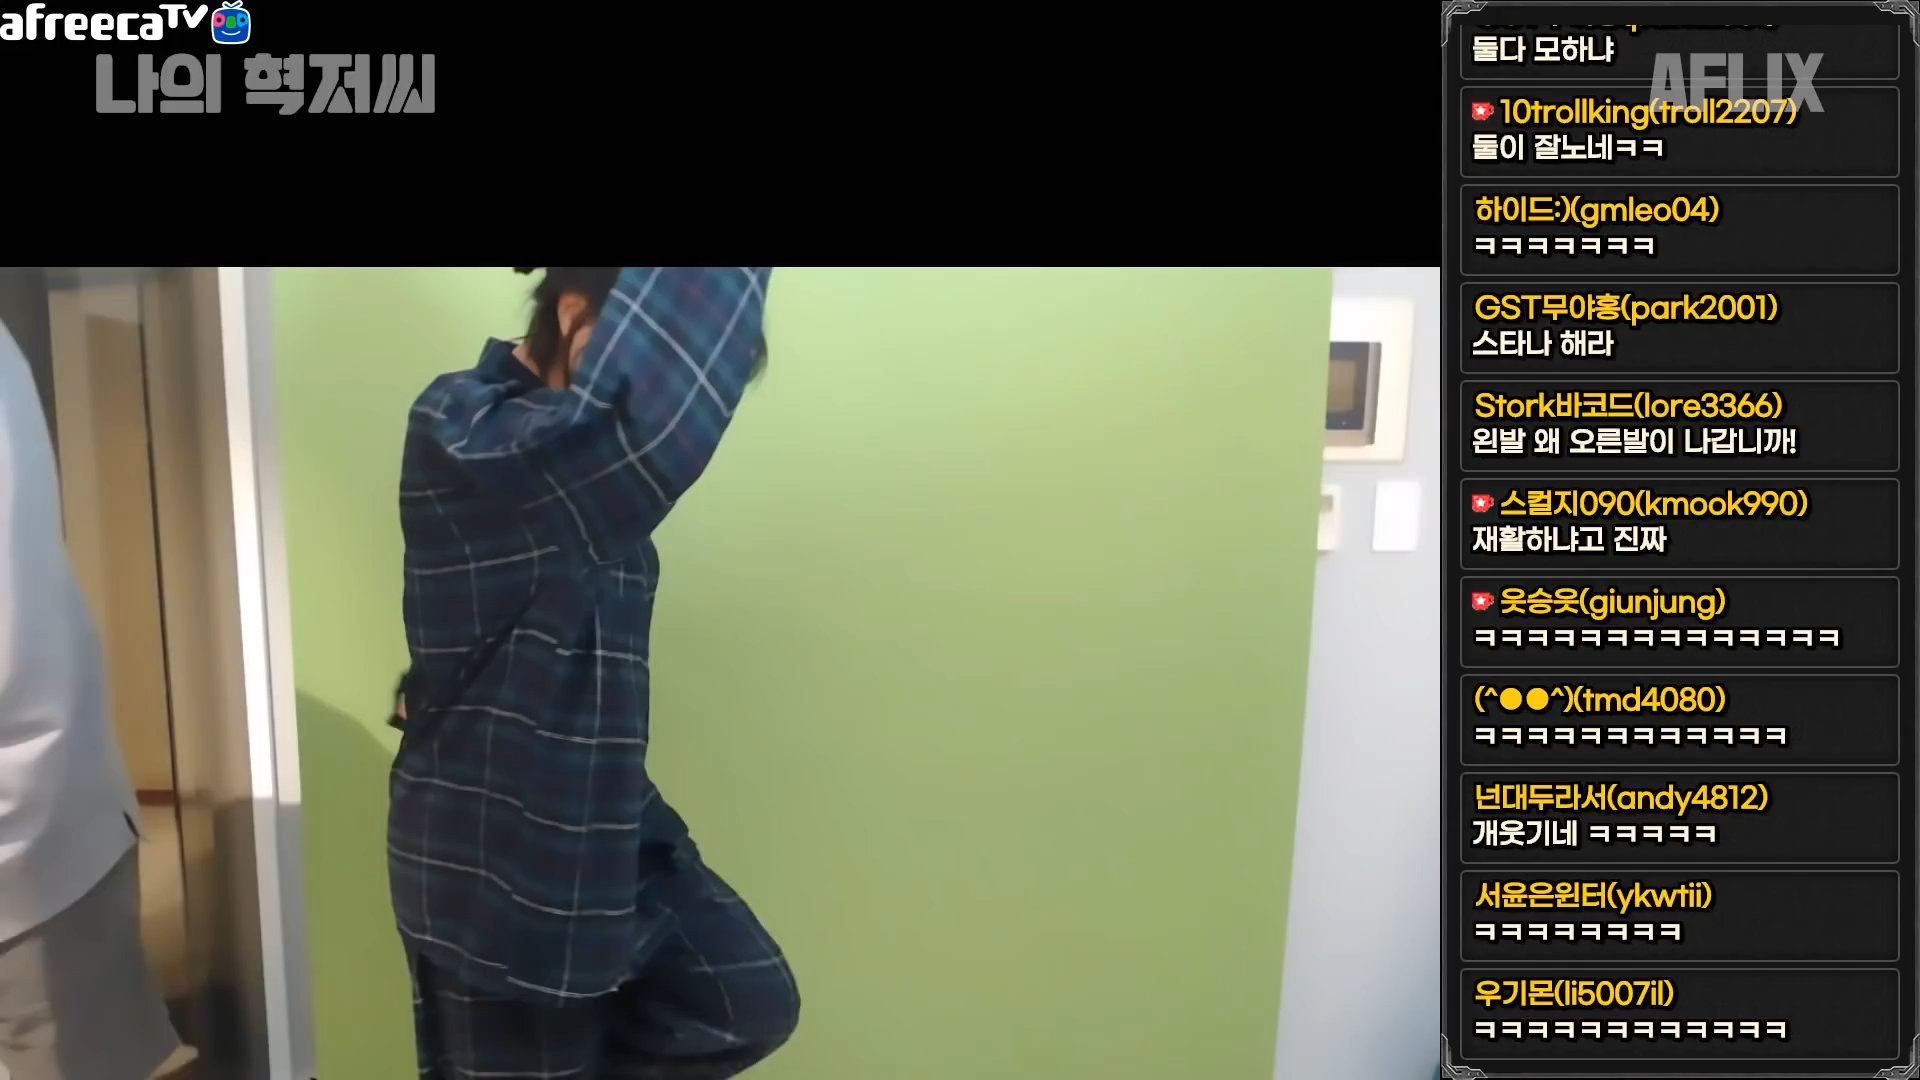 afreecaTV
나의 혁저씨
AFLIX
둘다 모하냐
10trollking(troll2207)
둘이 잘노네ㅋㅋ
하이드:)(gmleo04)
ㅋㅋㅋㅋㅋㅋㅋ
GST무야홍(park2001)
스타나 해라
Stork바코드(lore3366)
왼발 왜 오른발이 나갑니까!
스컬지090(kmook990)
재활하냐고 진짜
웃승웃(giunjung)
ㅋㅋㅋㅋㅋㅋㅋㅋㅋㅋㅋㅋㅋㅋ
(^●●^)(tmd4080)
ㅋㅋㅋㅋㅋㅋㅋㅋㅋㅋㅋㅋ
넌대두라서(andy4812)
개웃기네 ㅋㅋㅋㅋㅋ
서윤은윈터(ykwtii)
ㅋㅋㅋㅋㅋㅋㅋㅋ
우기몬(li5007il)
ㅋㅋㅋㅋㅋㅋㅋㅋㅋㅋㅋㅋ